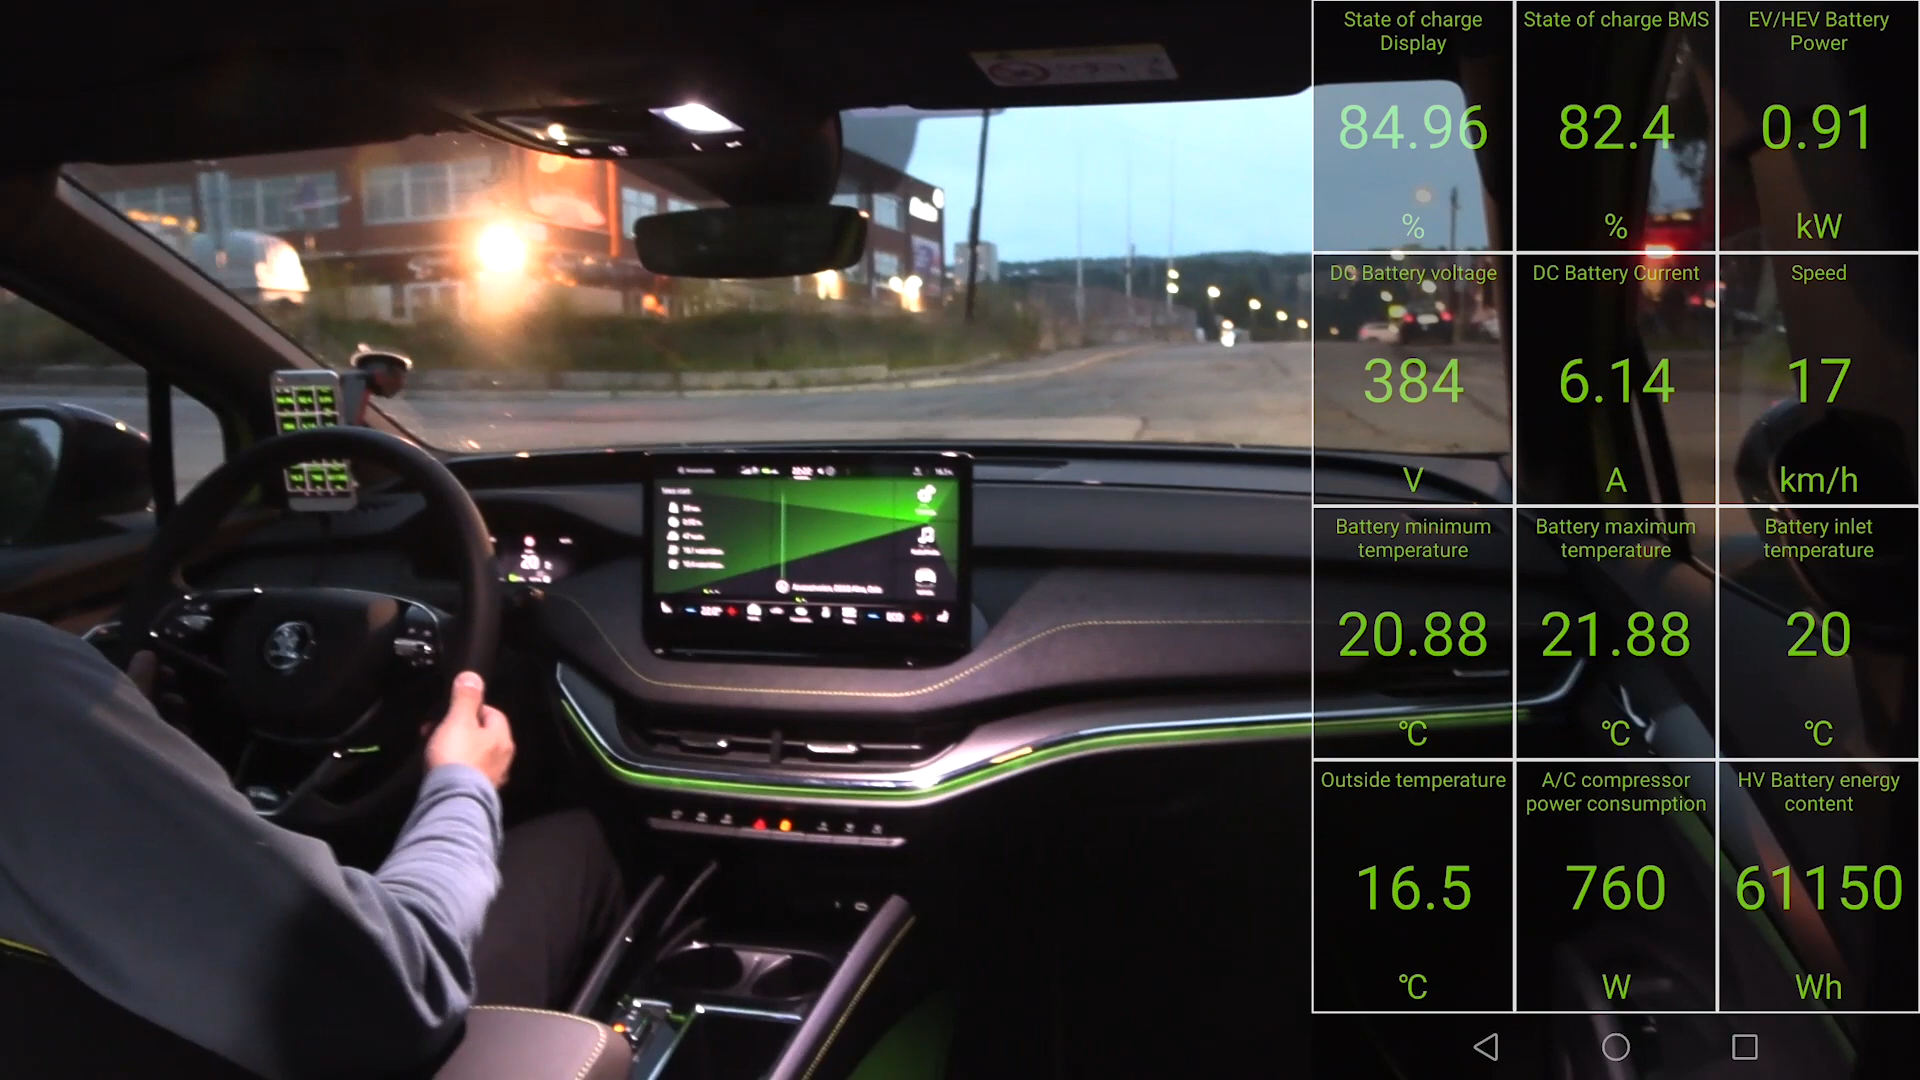 State of charge
Display
84.96
%
State of charge BMS
82.4
%
EV/HEV Battery
Power
0.91
kW
DC Battery voltage
384
V
DC Battery Current
6.14
A
Speed
17
km/h
Battery minimum
temperature
20.88
℃
Battery maximum
temperature
21.88
℃
Battery inlet
temperature
20
℃
Outside temperature
16.5
℃
A/C compressor
power consumption
760
W
HV Battery energy
content
61150
Wh
20